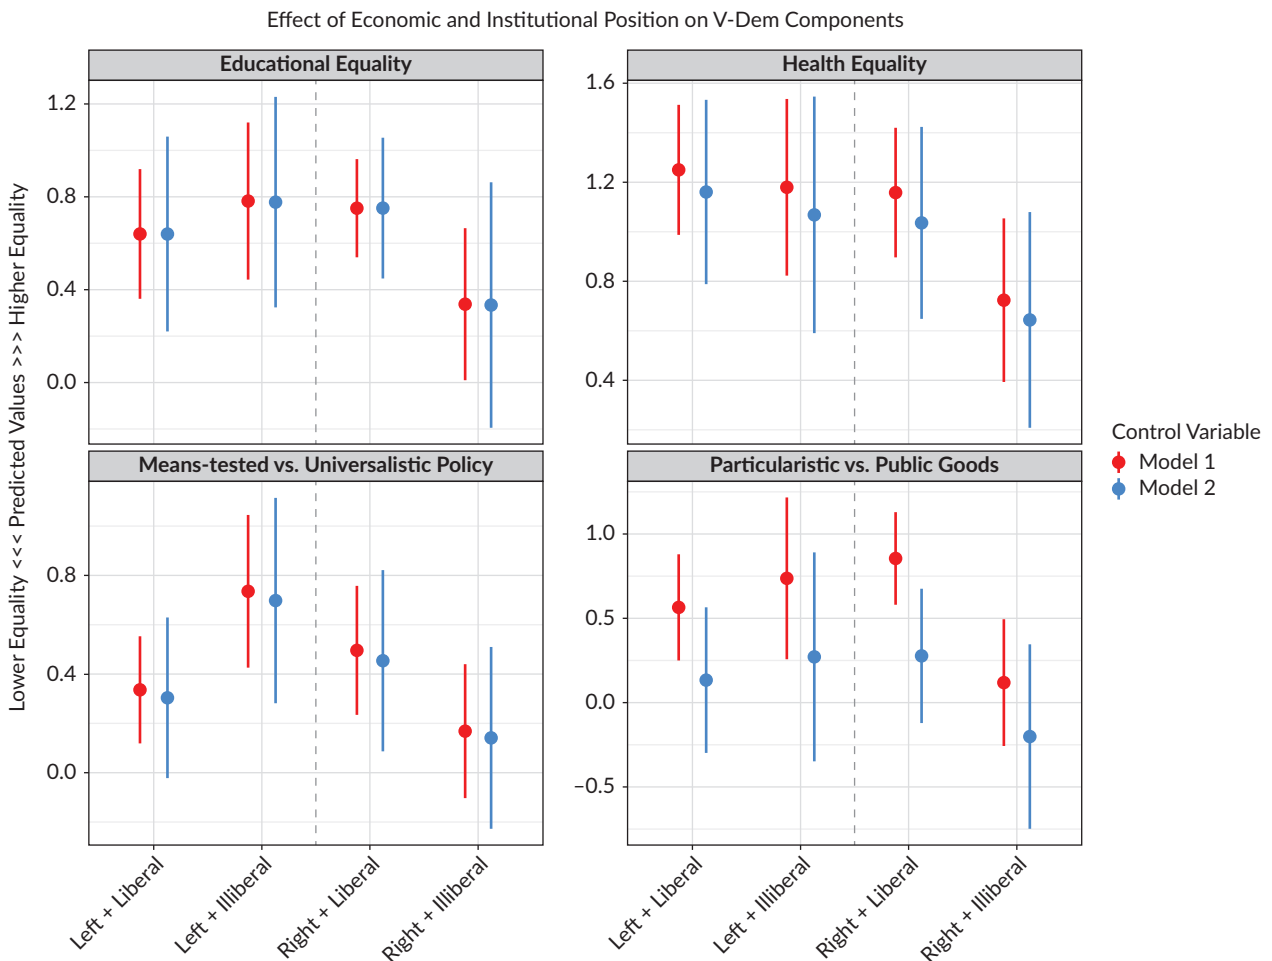 Effect of Economic and Institutional Position on V-Dem Components
Lower Equality <<< Predicted Values >>> Higher Equality
Educational Equality
1.2
0.8
0.4
0.0
Health Equality
1.6
1.2
0.8
0.4
Means-tested vs. Universalistic Policy
0.8
0.4
0.0
Particularistic vs. Public Goods
1.0
0.5
0.0
−0.5
Left + Liberal
Left + Illiberal
Right + Liberal
Right + Illiberal
Left + Liberal
Left + Illiberal
Right + Liberal
Right + Illiberal
Control Variable
Model 1
Model 2